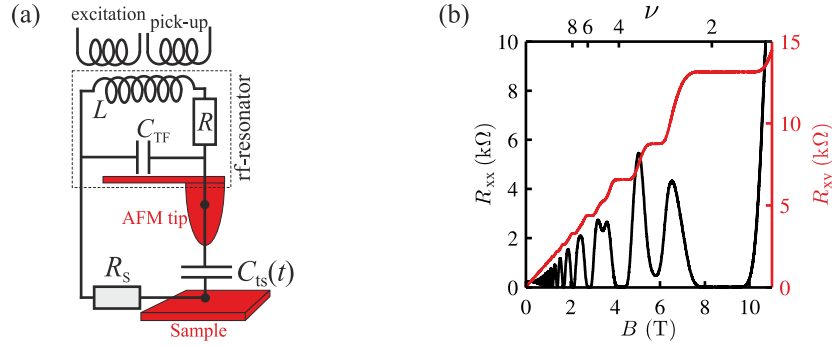 (a)
excitation
pick-up
L
R
C_TF
rf-resonator
AFM tip
R_S
C_ts(t)
Sample
(b)
ν
8 6 4 2
10
8
6
4
2
0
R_xx (kΩ)
15
10
5
0
R_xy (kΩ)
0 2 4 6 8 10
B (T)